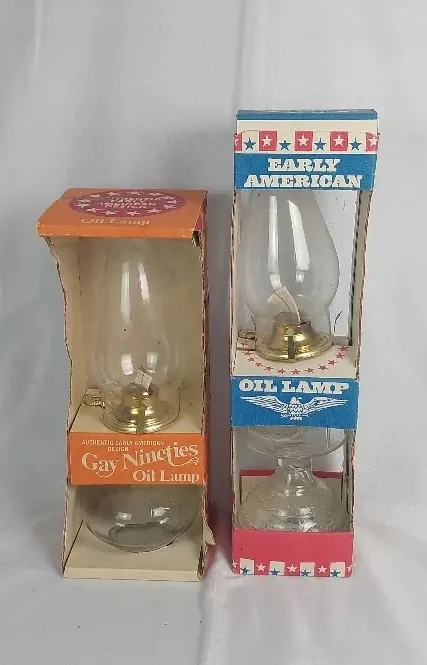 AUTHENTIC EARLY AMERICAN
DESIGN
Gay Nineties
Oil Lamp
Oil Lamp
EARLY
AMERICAN
OIL LAMP